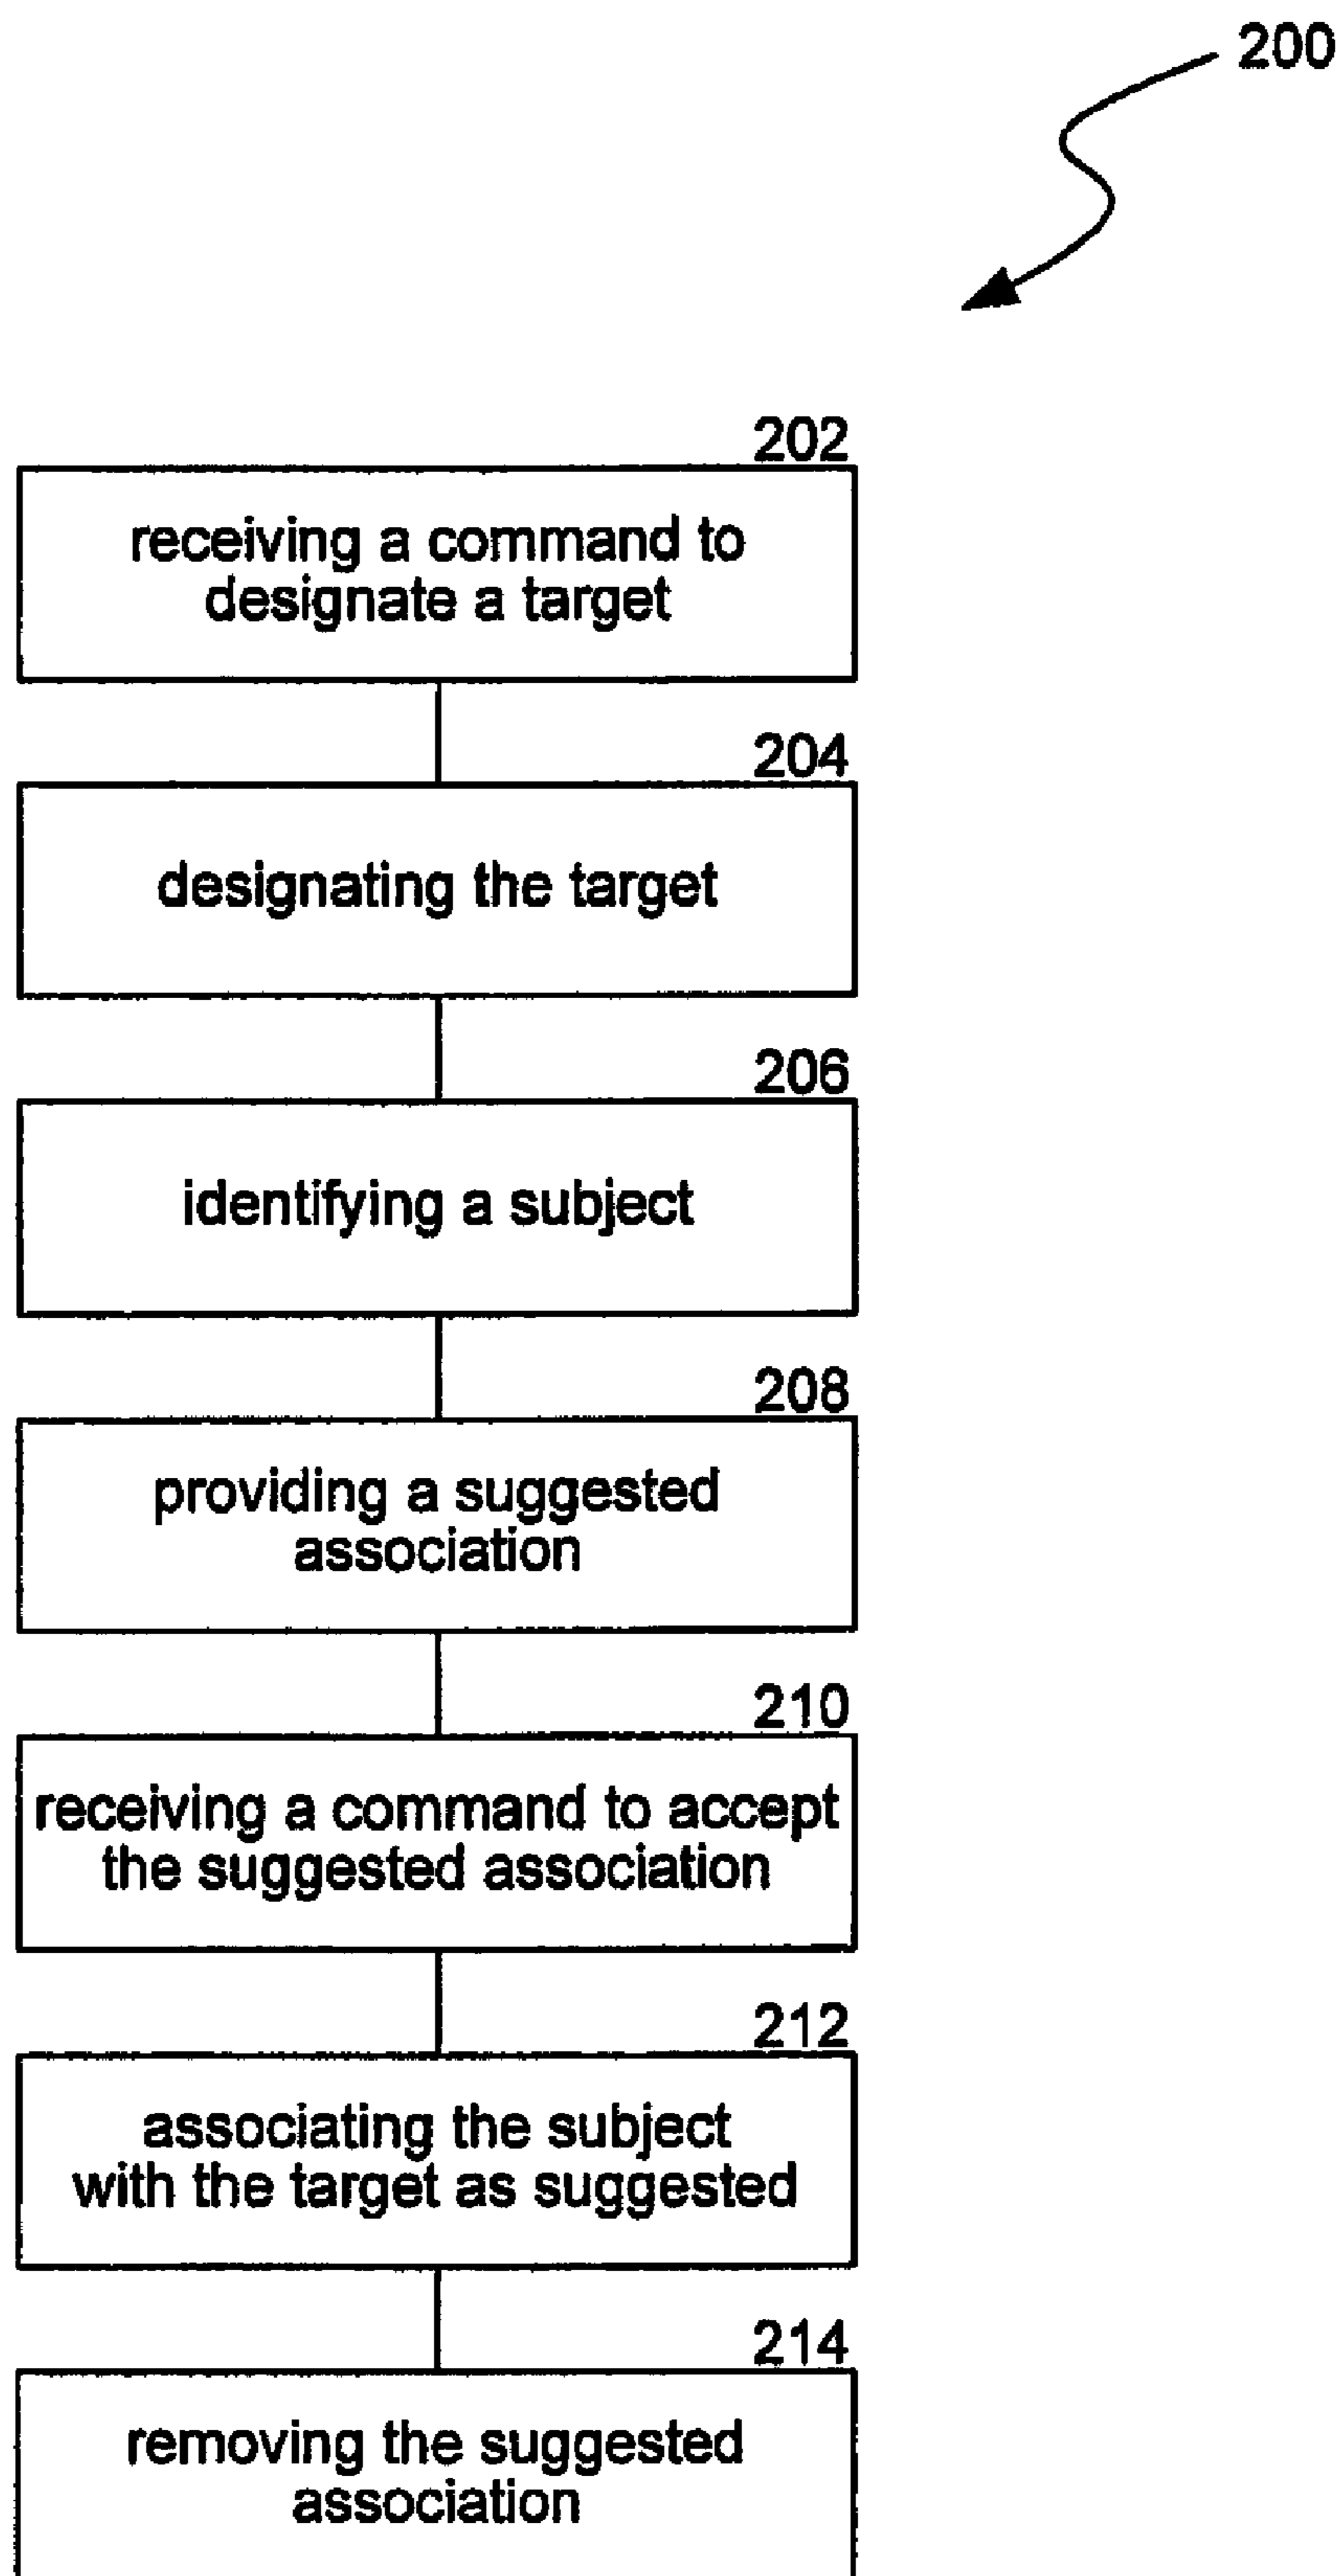 200
202
receiving a command to
designate a target
204
designating the target
206
identifying a subject
208
providing a suggested
association
210
receiving a command to accept
the suggested association
212
associating the subject
with the target as suggested
214
removing the suggested
association